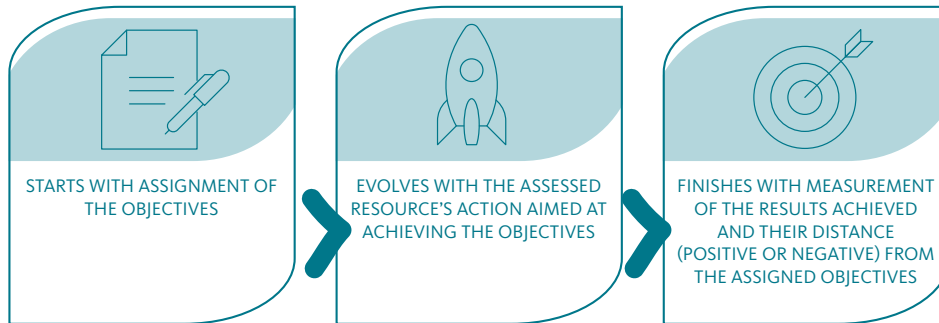 STARTS WITH ASSIGNMENT OF
THE OBJECTIVES
EVOLVES WITH THE ASSESSED
RESOURCE'S ACTION AIMED AT
ACHIEVING THE OBJECTIVES
FINISHES WITH MEASUREMENT
OF THE RESULTS ACHIEVED
AND THEIR DISTANCE
(POSITIVE OR NEGATIVE) FROM
THE ASSIGNED OBJECTIVES